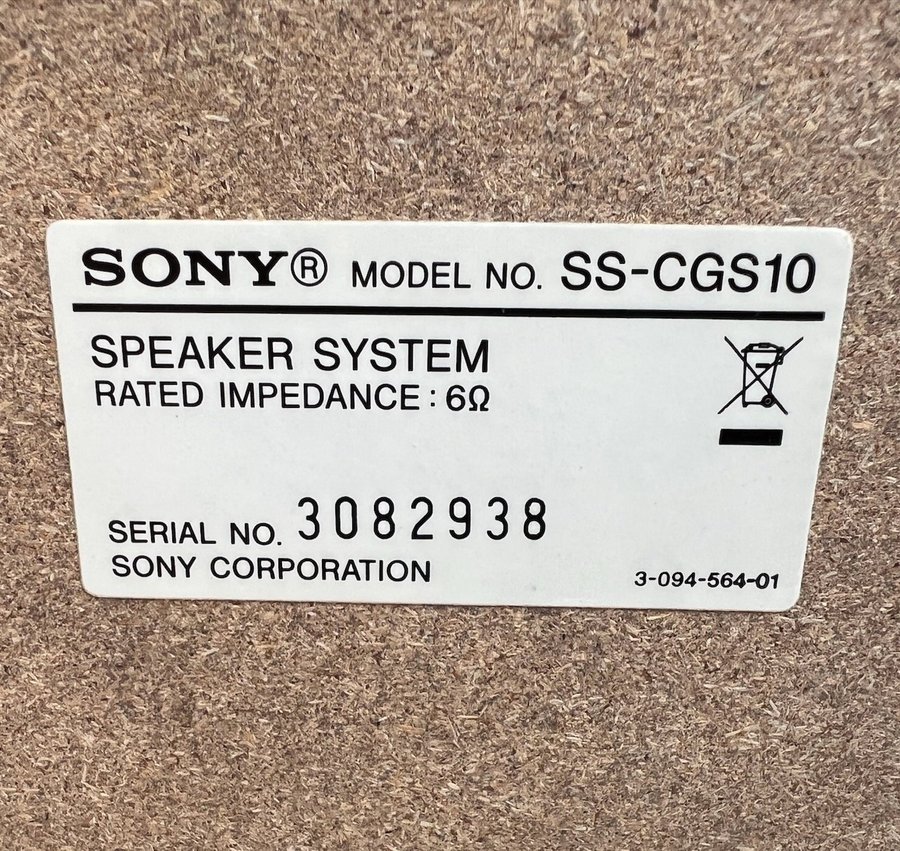 SONY® MODEL NO. SS-CGS10
SPEAKER SYSTEM
RATED IMPEDANCE : 6Ω
SERIAL NO. 3082938
SONY CORPORATION
3-094-564-01